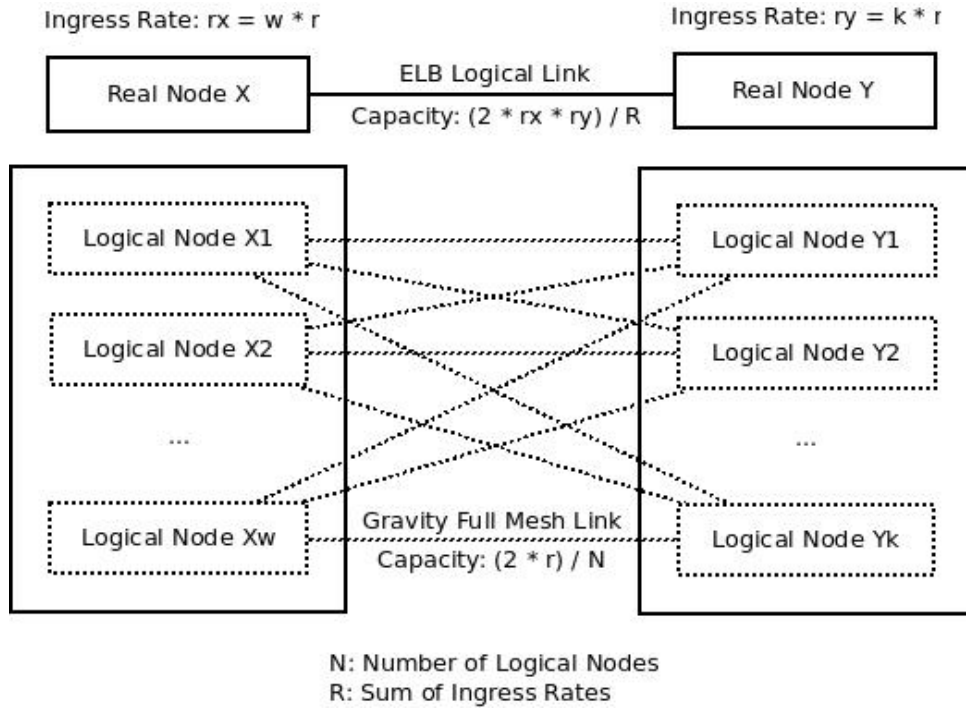 Ingress Rate: rx = w * r
Ingress Rate: ry = k * r
Real Node X
ELB Logical Link
Capacity: (2 * rx * ry) / R
Real Node Y
Logical Node X1
Logical Node Y1
Logical Node X2
Logical Node Y2
...
...
Logical Node Xw
Gravity Full Mesh Link
Capacity: (2 * r) / N
Logical Node Yk
N: Number of Logical Nodes
R: Sum of Ingress Rates